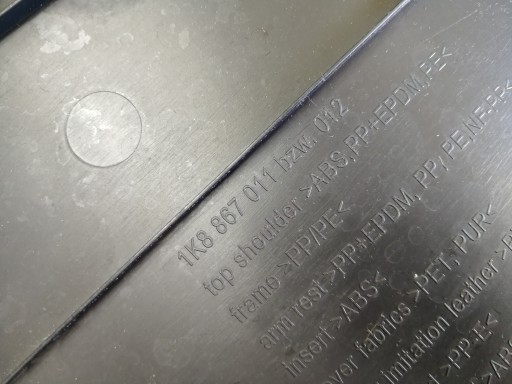 1K8 867 011 bzw. 012
top shoulder >ABS,PP+EPDM,PE<
frame >PP/PE<
arm rest >PP+EPDM, PP, PE,NF-PP<
insert >ABS<
over fabrics >PET, PUR<
imitation leather
>PP-E<